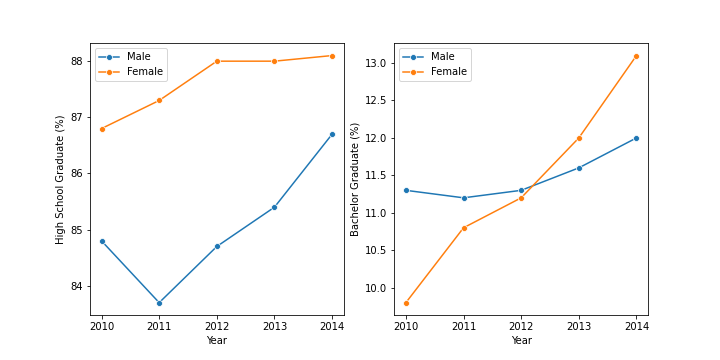 Male
Female
88
87
86
85
84
High School Graduate (%)
2010 2011 2012 2013 2014
Year
Male
Female
13.0
12.5
12.0
11.5
11.0
10.5
10.0
Bachelor Graduate (%)
2010 2011 2012 2013 2014
Year